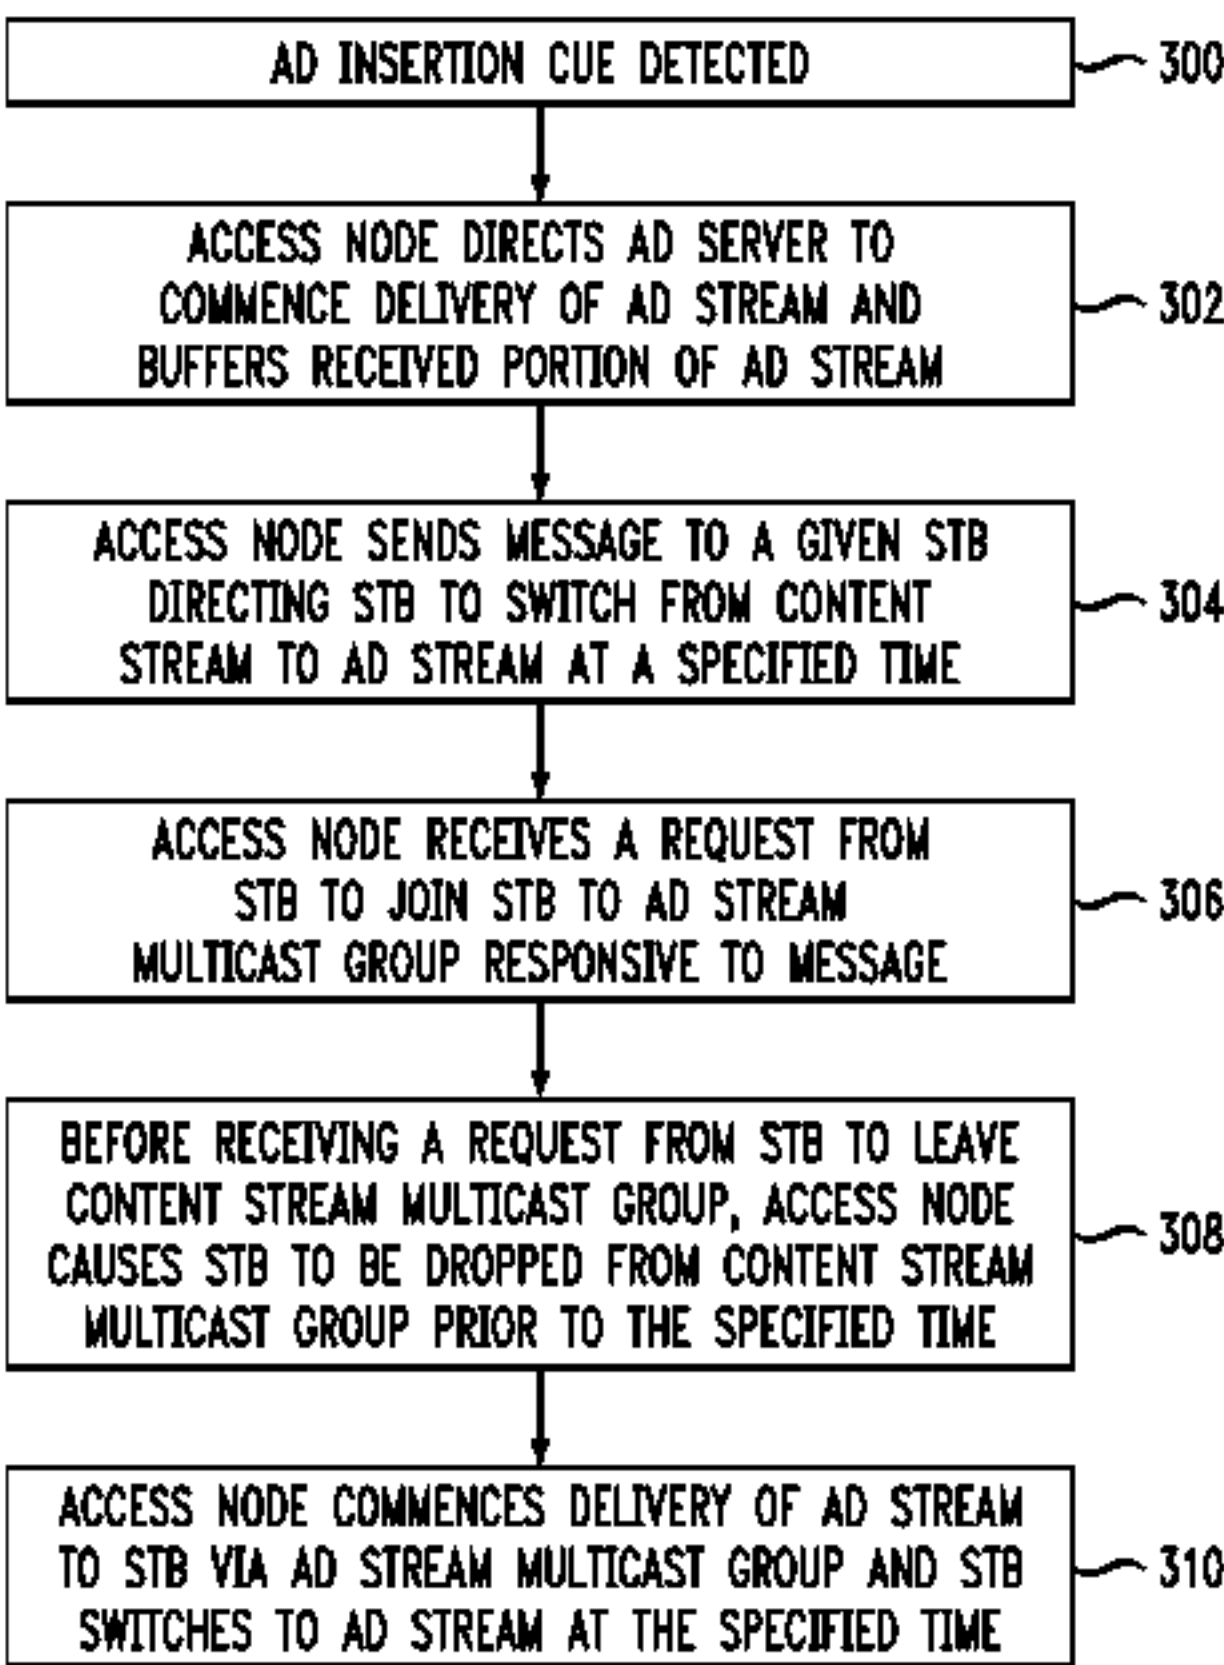 AD INSERTION CUE DETECTED
300
ACCESS NODE DIRECTS AD SERVER TO
COMMENCE DELIVERY OF AD STREAM AND
BUFFERS RECEIVED PORTION OF AD STREAM
302
ACCESS NODE SENDS MESSAGE TO A GIVEN STB
DIRECTING STB TO SWITCH FROM CONTENT
STREAM TO AD STREAM AT A SPECIFIED TIME
304
ACCESS NODE RECEIVES A REQUEST FROM
STB TO JOIN STB TO AD STREAM
MULTICAST GROUP RESPONSIVE TO MESSAGE
306
BEFORE RECEIVING A REQUEST FROM STB TO LEAVE
CONTENT STREAM MULTICAST GROUP, ACCESS NODE
CAUSES STB TO BE DROPPED FROM CONTENT STREAM
MULTICAST GROUP PRIOR TO THE SPECIFIED TIME
308
ACCESS NODE COMMENCES DELIVERY OF AD STREAM
TO STB VIA AD STREAM MULTICAST GROUP AND STB
SWITCHES TO AD STREAM AT THE SPECIFIED TIME
310